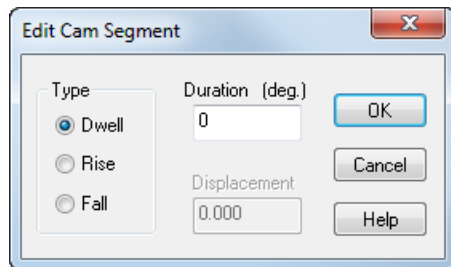 Edit Cam Segment
Type
Dwell
Rise
Fall
Duration (deg.)
0
Displacement
0.000
OK
Cancel
Help